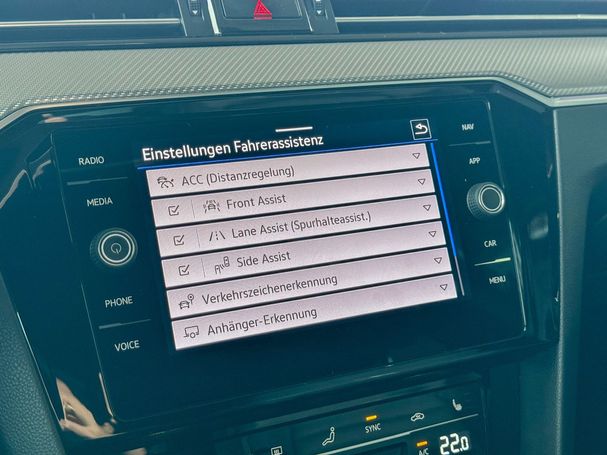 Einstellungen Fahrerassistenz
ACC (Distanzregelung)
Front Assist
Lane Assist (Spurhalteassist.)
Side Assist
Verkehrszeichenerkennung
Anhänger-Erkennung
RADIO
MEDIA
PHONE
VOICE
NAV
APP
CAR
MENU
SYNC
A/C
22.0